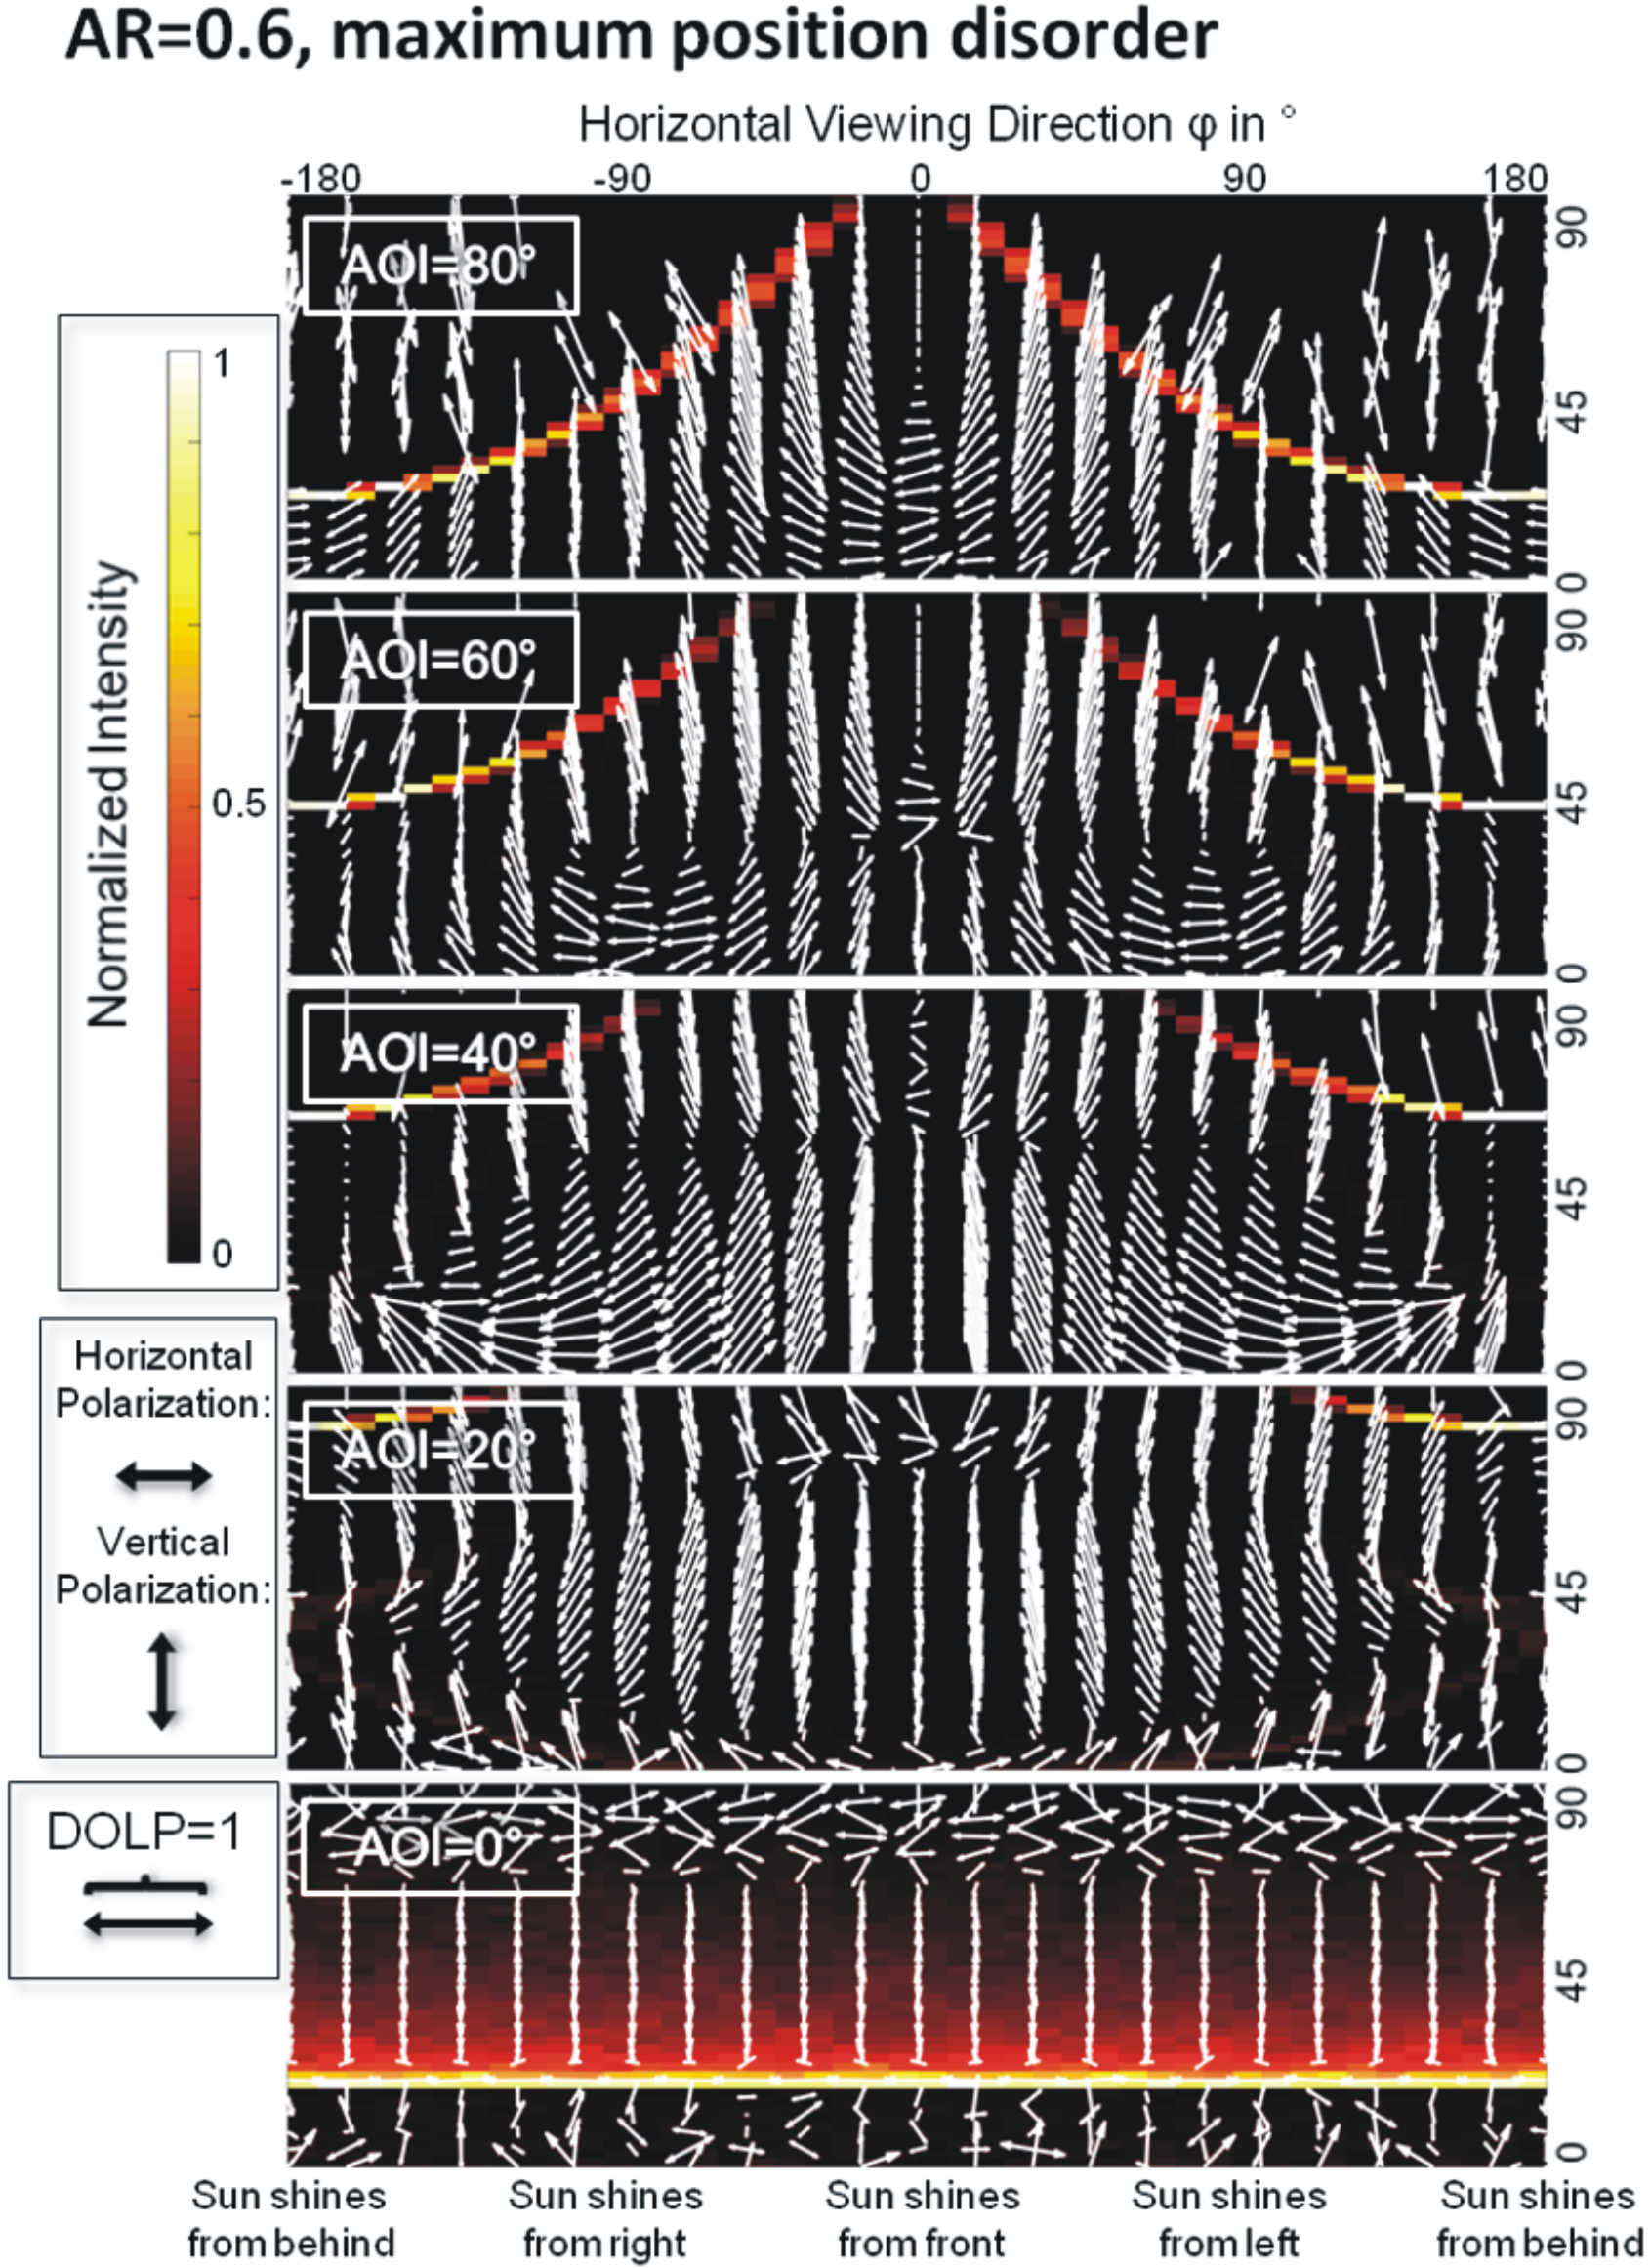 AR=0.6, maximum position disorder
Horizontal Viewing Direction φ in °
-180 -90 0 90 180
AOI=80°
90
45
0
AOI=60°
90
45
0
AOI=40°
90
45
0
AOI=20°
90
45
0
AOI=0°
90
45
0
Normalized Intensity
1
0.5
0
Horizontal
Polarization:
Vertical
Polarization:
DOLP=1
Sun shines
from behind
Sun shines
from right
Sun shines
from front
Sun shines
from left
Sun shines
from behind